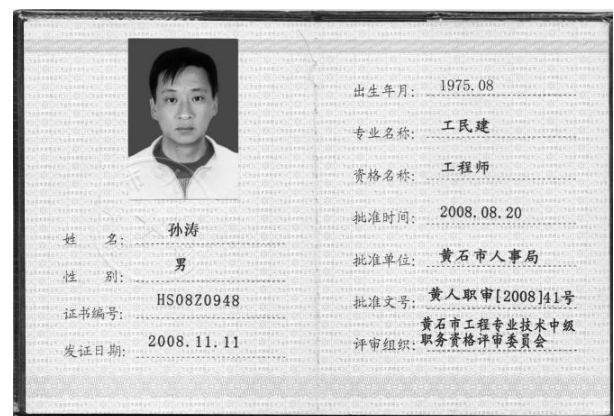 姓 名: 孙涛
性 别: 男
证书编号: HS08Z0948
发证日期: 2008.11.11
出生年月: 1975.08
专业名称: 工民建
资格名称: 工程师
批准时间: 2008.08.20
批准单位: 黄石市人事局
批准文号: 黄人职审[2008]41号
评审组织: 黄石市工程专业技术中级
职务资格评审委员会